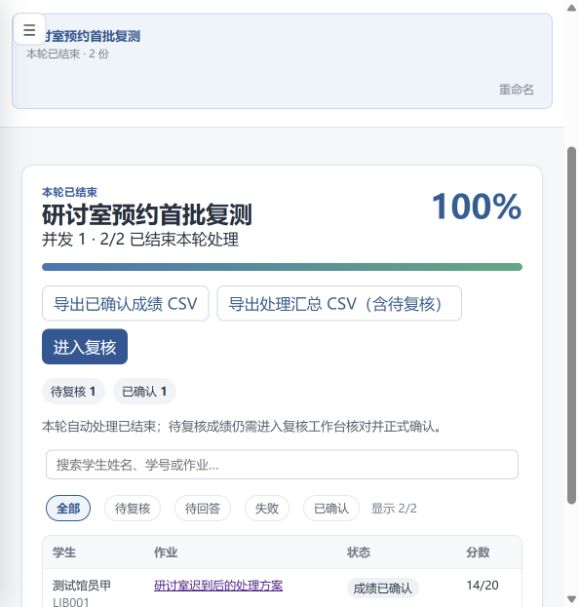 讨室预约首批复测
本轮已结束 · 2 份
重命名
本轮已结束
研讨室预约首批复测
100%
并发 1 · 2/2 已结束本轮处理
导出已确认成绩 CSV
导出处理汇总 CSV（含待复核）
进入复核
待复核 1
已确认 1
本轮自动处理已结束；待复核成绩仍需进入复核工作台核对并正式确认。
搜索学生姓名、学号或作业...
全部 待复核 待回答 失败 已确认 显示 2/2
学生 作业 状态 分数
测试馆员甲 研讨室迟到后的处理方案 成绩已确认 14/20
LIB001